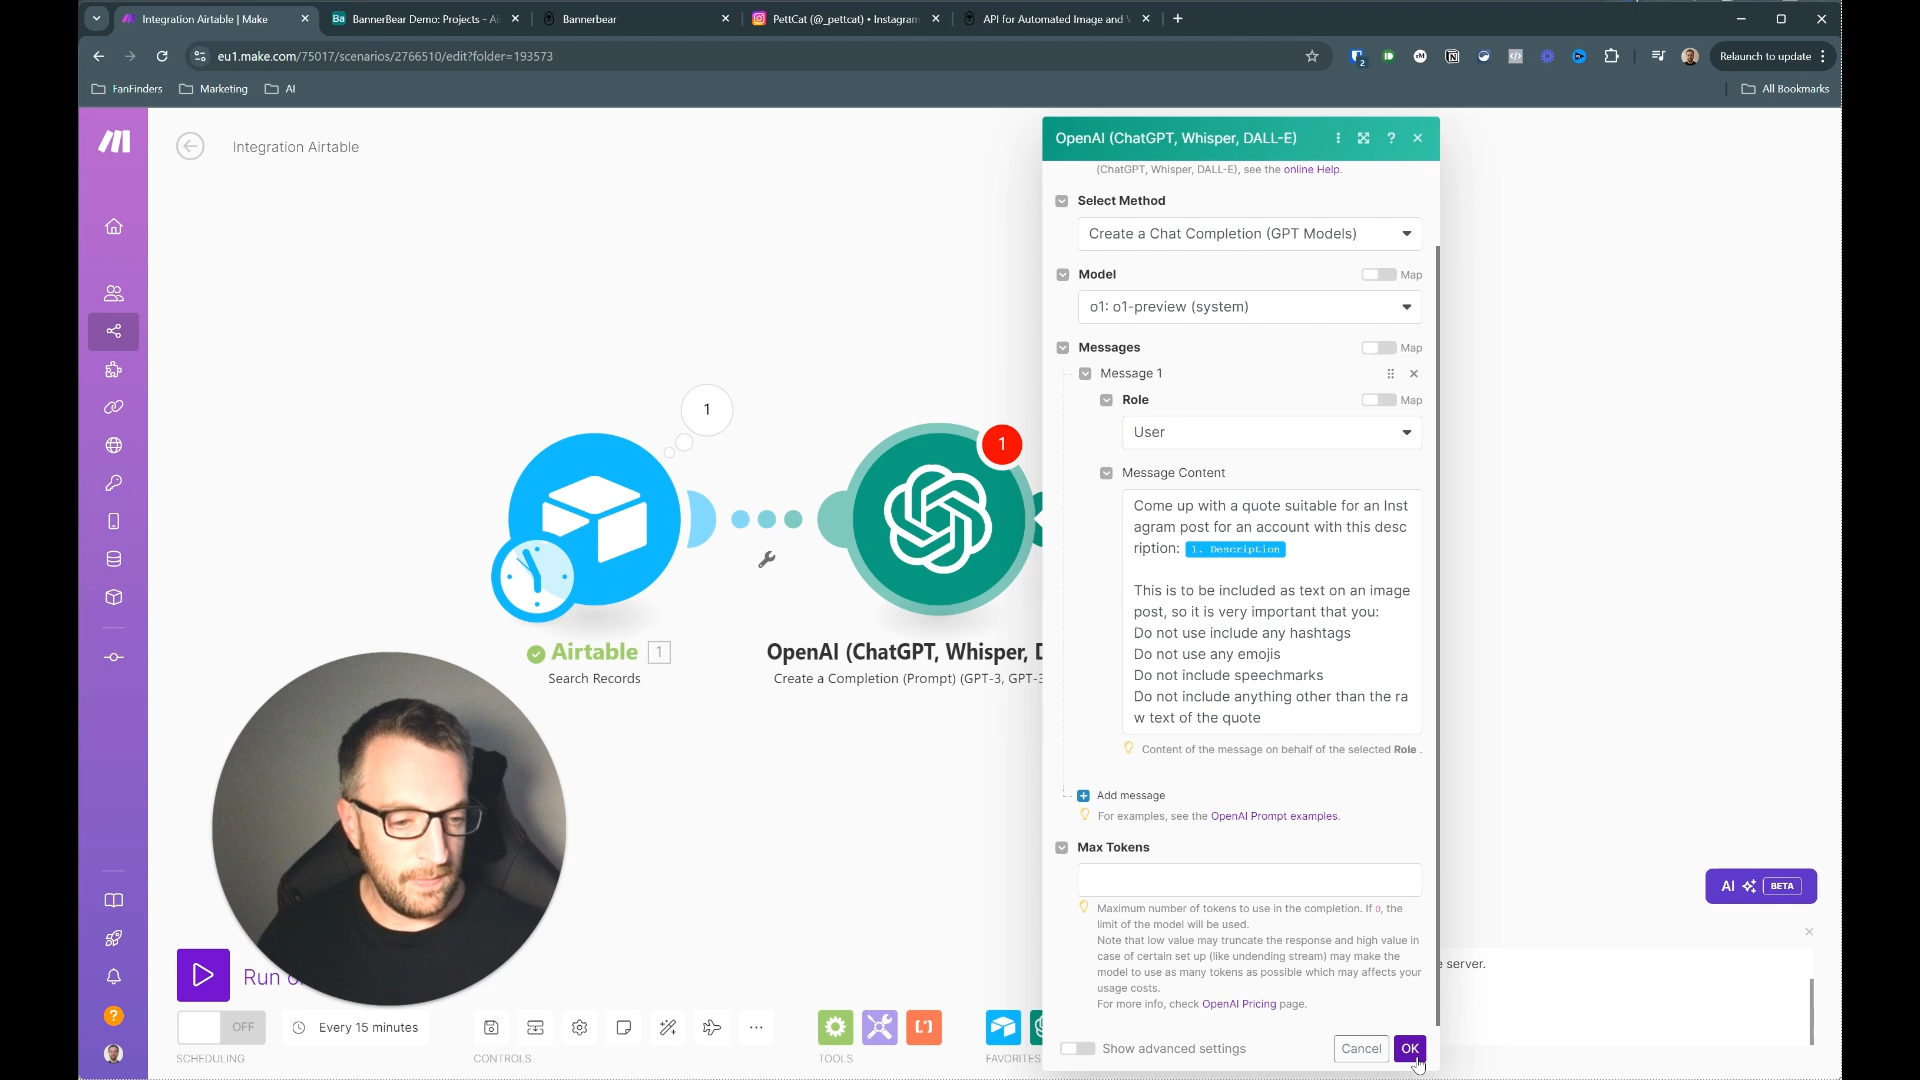 Integration Airtable | Make
BannerBear Demo: Projects - Ai
Bannerbear
PettCat (@_pettcat) • Instagram
API for Automated Image and V
eu1.make.com/75017/scenarios/2766510/edit?folder=193573
2
Relaunch to update
FanFinders
Marketing
AI
All Bookmarks
Integration Airtable
1
1
Airtable
1
Search Records
OpenAI (ChatGPT, Whisper, D
Create a Completion (Prompt) (GPT-3, GPT-3
OpenAI (ChatGPT, Whisper, DALL-E)
(ChatGPT, Whisper, DALL-E), see the online Help.
Select Method
Create a Chat Completion (GPT Models)
Model
Map
o1: o1-preview (system)
Messages
Map
Message 1
Role
Map
User
Message Content
Come up with a quote suitable for an Inst
agram post for an account with this desc
ription: 1. Description
This is to be included as text on an image
post, so it is very important that you:
Do not use include any hashtags
Do not use any emojis
Do not include speechmarks
Do not include anything other than the ra
w text of the quote
Content of the message on behalf of the selected Role .
Add message
For examples, see the OpenAI Prompt examples.
Max Tokens
Maximum number of tokens to use in the completion. If 0, the
limit of the model will be used.
Note that low value may truncate the response and high value in
case of certain set up (like undending stream) may make the
model to use as many tokens as possible which may affects your
usage costs.
For more info, check OpenAI Pricing page.
Show advanced settings
Cancel
OK
AI
BETA
e server.
Run o
OFF
Every 15 minutes
SCHEDULING
CONTROLS
TOOLS
FAVORITES